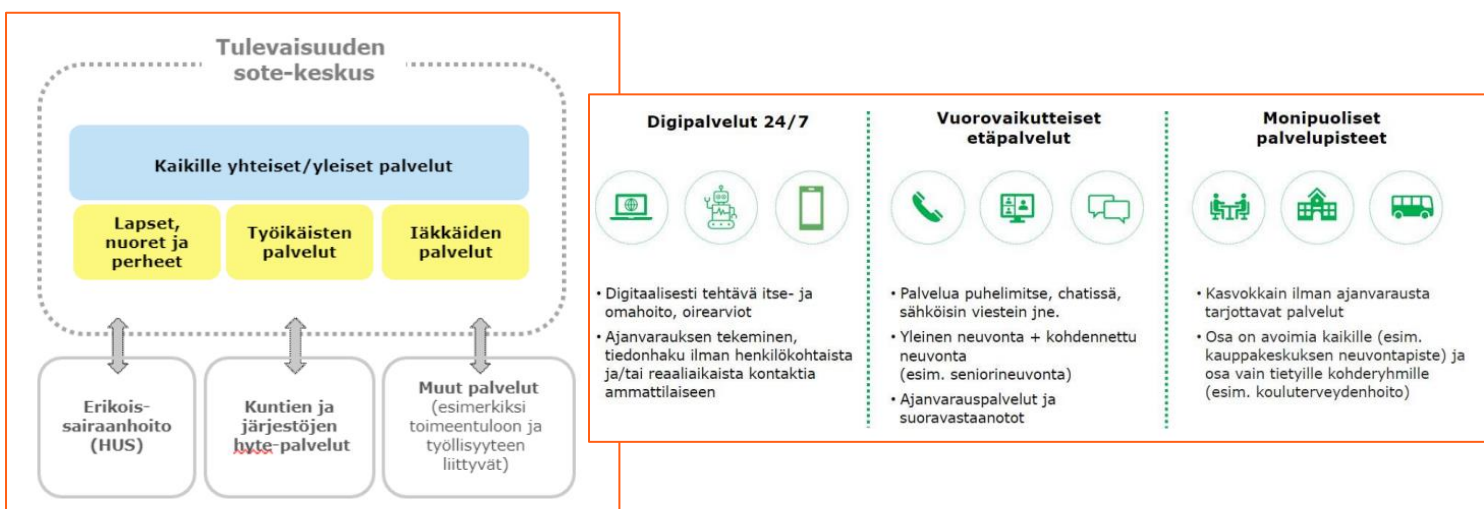 Tulevaisuuden
sote-keskus
Kaikille yhteiset/yleiset palvelut
Lapset,
nuoret ja
perheet
Työikäisten
palvelut
Iäkkäiden
palvelut
Erikois-
sairaanhoito
(HUS)
Kuntien ja
järjestöjen
hyte-palvelut
Muut palvelut
(esimerkiksi
toimeentuloon ja
työllisyyteen
liittyvät)
Digipalvelut 24/7
• Digitaalisesti tehtävä itse- ja
omahoito, oirearviot
• Ajanvarauksen tekeminen,
tiedonhaku ilman henkilökohtaista
ja/tai reaaliaikaista kontaktia
ammattilaiseen
Vuorovaikutteiset
etäpalvelut
• Palvelua puhelimitse, chatissä,
sähköisin viestein jne.
• Yleinen neuvonta + kohdennettu
neuvonta
(esim. seniorineuvonta)
• Ajanvarauspalvelut ja
suoravastaanotot
Monipuoliset
palvelupisteet
• Kasvokkain ilman ajanvarausta
tarjottavat palvelut
• Osa on avoimia kaikille (esim.
kauppakeskuksen neuvontapiste) ja
osa vain tietyille kohderyhmille
(esim. kouluterveydenhoito)